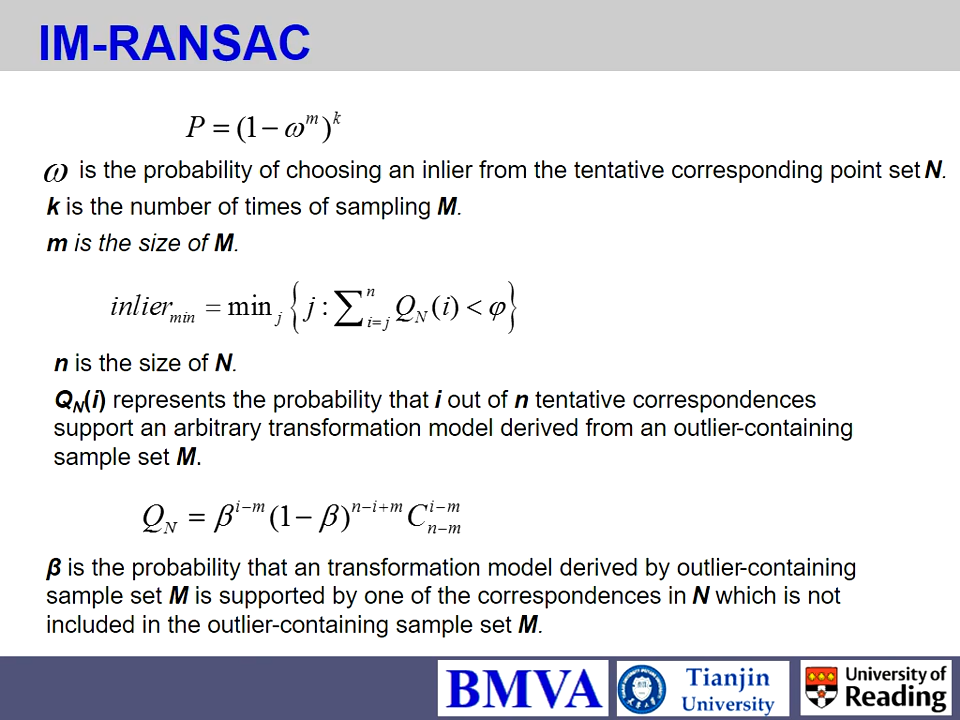 IM-RANSAC
P = (1 − ω^m)^k
ω is the probability of choosing an inlier from the tentative corresponding point set N.
k is the number of times of sampling M.
m is the size of M.
inlier_min = min_j { j : ∑_{i=j}^{n} Q_N(i) < φ }
n is the size of N.
Q_N(i) represents the probability that i out of n tentative correspondences
support an arbitrary transformation model derived from an outlier-containing
sample set M.
Q_N = β^{i−m}(1 − β)^{n−i+m} C_{n−m}^{i−m}
β is the probability that an transformation model derived by outlier-containing
sample set M is supported by one of the correspondences in N which is not
included in the outlier-containing sample set M.
BMVA
Tianjin
University
University of
Reading